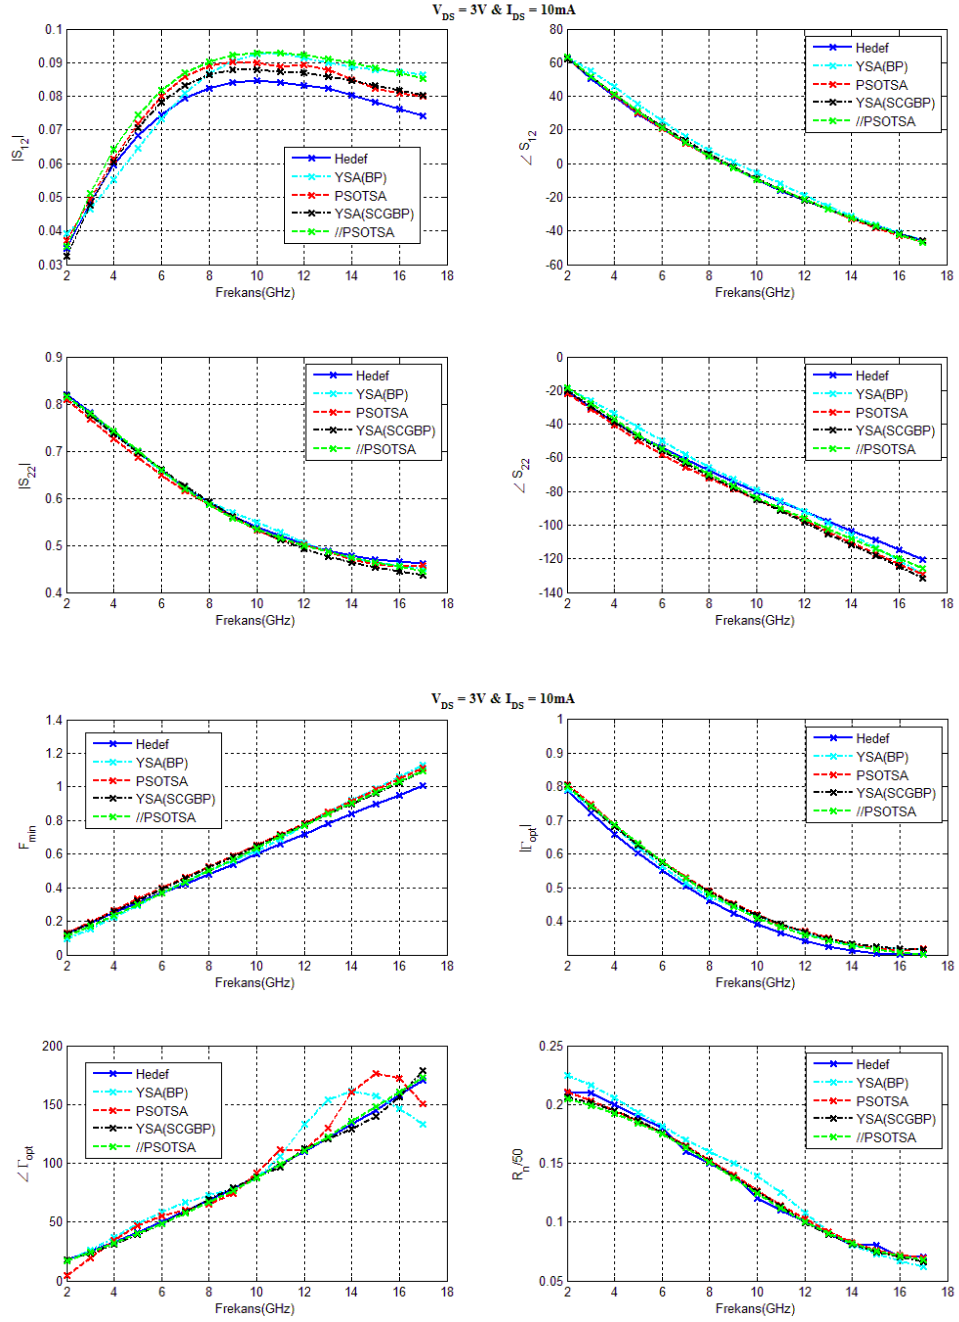 V_DS = 3V & I_DS = 10mA
0.1
0.09
0.08
0.07
0.06
0.05
0.04
0.03
|S_12|
Hedef
YSA(BP)
PSOTSA
YSA(SCGBP)
//PSOTSA
2 4 6 8 10 12 14 16 18
Frekans(GHz)
80
60
40
20
0
-20
-40
-60
∠ S_12
Hedef
YSA(BP)
PSOTSA
YSA(SCGBP)
//PSOTSA
2 4 6 8 10 12 14 16 18
Frekans(GHz)
0.9
0.8
0.7
0.6
0.5
0.4
|S_22|
Hedef
YSA(BP)
PSOTSA
YSA(SCGBP)
//PSOTSA
2 4 6 8 10 12 14 16 18
Frekans(GHz)
0
-20
-40
-60
-80
-100
-120
-140
∠ S_22
Hedef
YSA(BP)
PSOTSA
YSA(SCGBP)
//PSOTSA
2 4 6 8 10 12 14 16 18
Frekans(GHz)
V_DS = 3V & I_DS = 10mA
1.4
1.2
1
0.8
0.6
0.4
0.2
0
F_min
Hedef
YSA(BP)
PSOTSA
YSA(SCGBP)
//PSOTSA
2 4 6 8 10 12 14 16 18
Frekans(GHz)
1
0.9
0.8
0.7
0.6
0.5
0.4
|Γ_opt|
Hedef
YSA(BP)
PSOTSA
YSA(SCGBP)
//PSOTSA
2 4 6 8 10 12 14 16 18
Frekans(GHz)
200
150
100
50
0
∠ Γ_opt
Hedef
YSA(BP)
PSOTSA
YSA(SCGBP)
//PSOTSA
2 4 6 8 10 12 14 16 18
Frekans(GHz)
0.25
0.2
0.15
0.1
0.05
R_n/50
Hedef
YSA(BP)
PSOTSA
YSA(SCGBP)
//PSOTSA
2 4 6 8 10 12 14 16 18
Frekans(GHz)